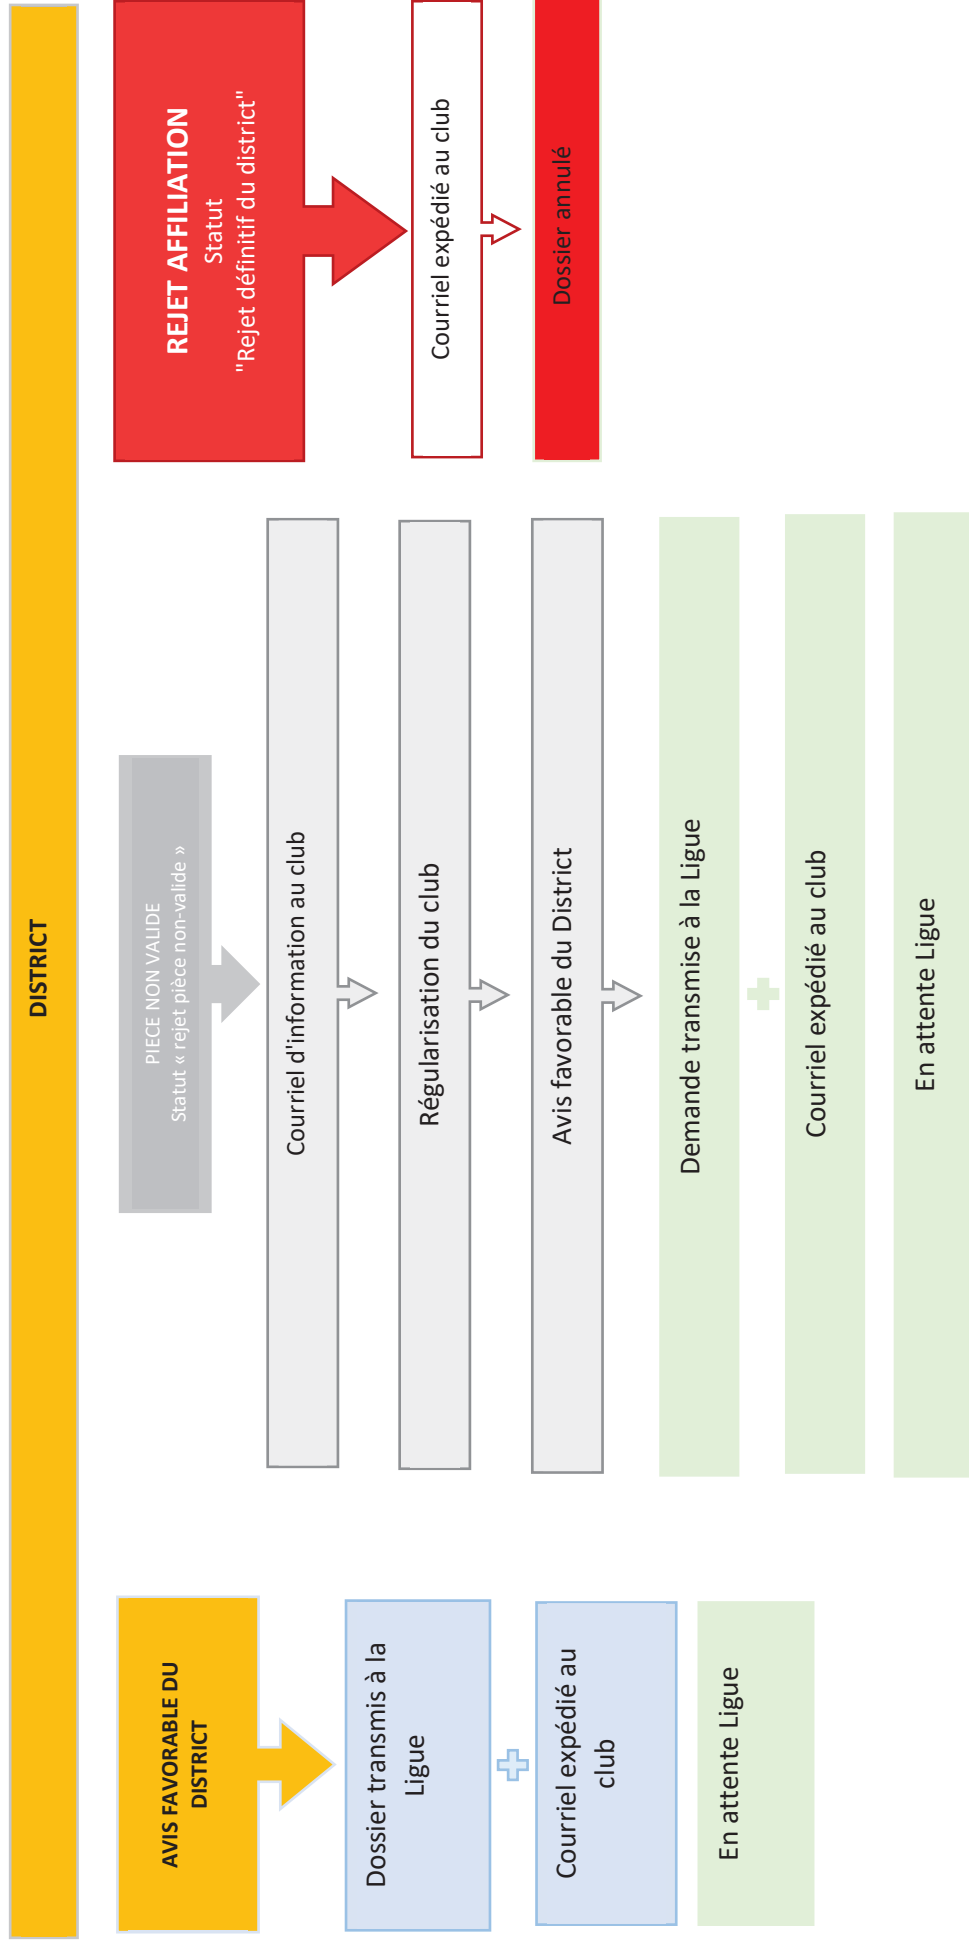 DISTRICT
AVIS FAVORABLE DU
DISTRICT
Dossier transmis à la
Ligue
Courriel expédié au
club
En attente Ligue
PIECE NON VALIDE
Statut « rejet pièce non-valide »
Courriel d'information au club
Régularisation du club
Avis favorable du District
Demande transmise à la Ligue
Courriel expédié au club
En attente Ligue
REJET AFFILIATION
Statut
"Rejet définitif du district"
Courriel expédié au club
Dossier annulé